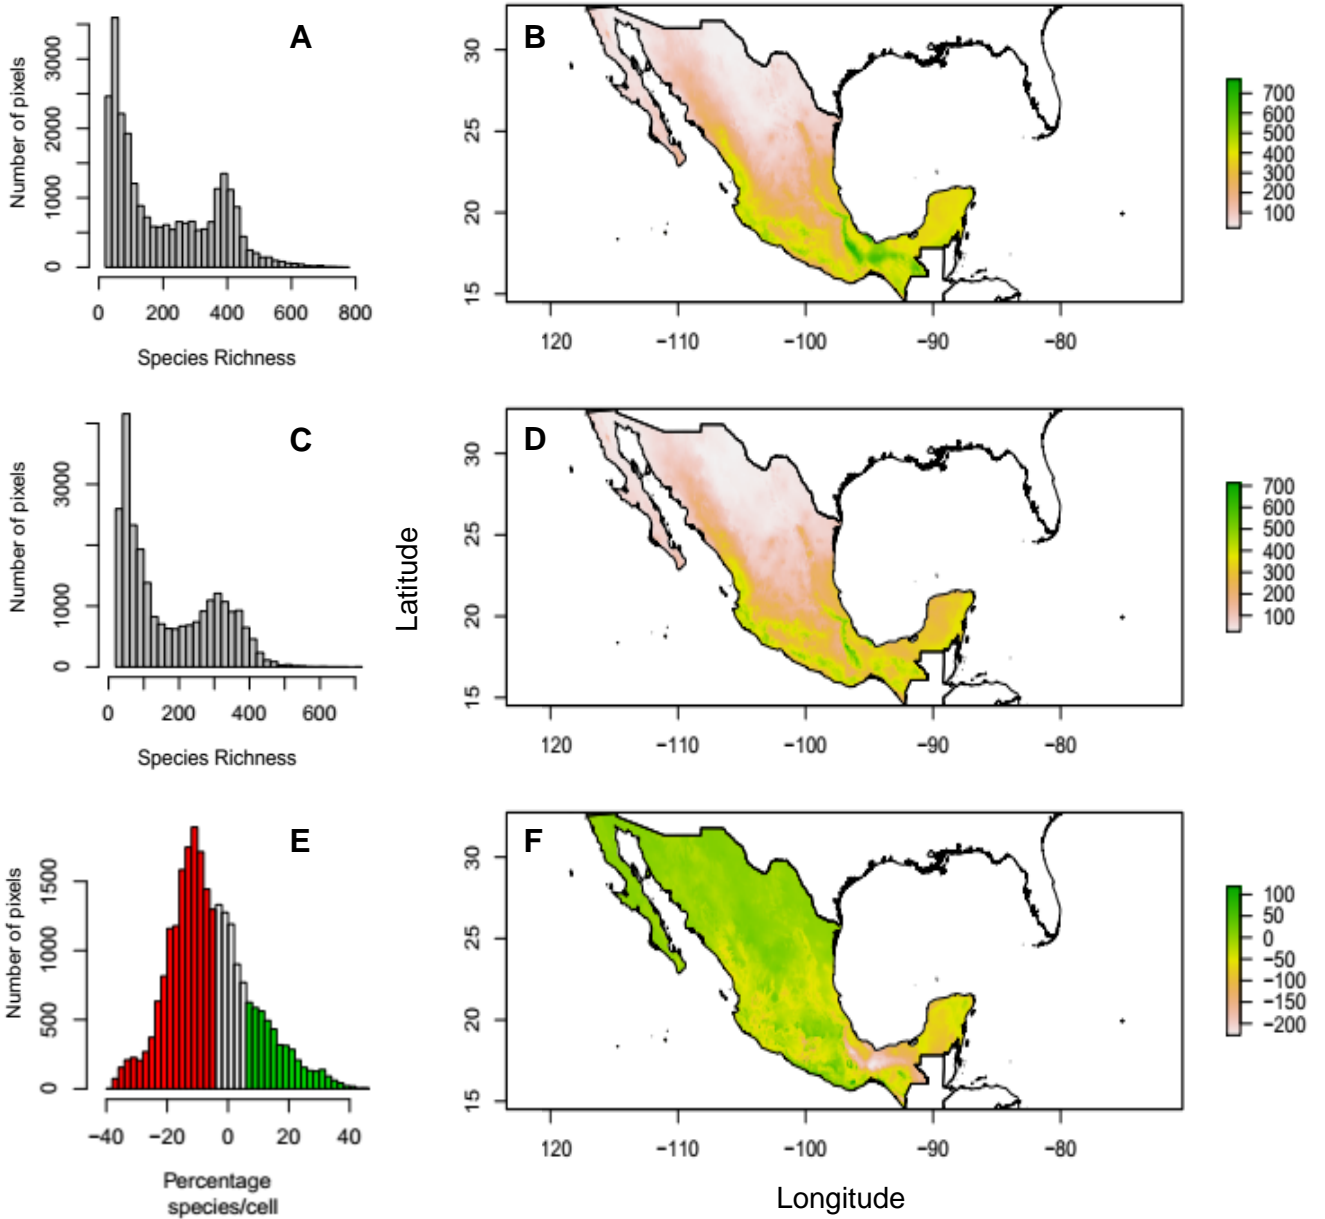 A
Number of pixels
0 1000 2000 3000
0 200 400 600 800
Species Richness
B
15 20 25 30
120 −110 −100 −90 −80
700
600
500
400
300
200
100
C
Number of pixels
0 1000 3000
0 200 400 600
Species Richness
Latitude
D
15 20 25 30
120 −110 −100 −90 −80
700
600
500
400
300
200
100
E
Number of pixels
0 500 1000 1500
−40 −20 0 20 40
Percentage
species/cell
F
15 20 25 30
120 −110 −100 −90 −80
100
50
0
−50
−100
−150
−200
Longitude